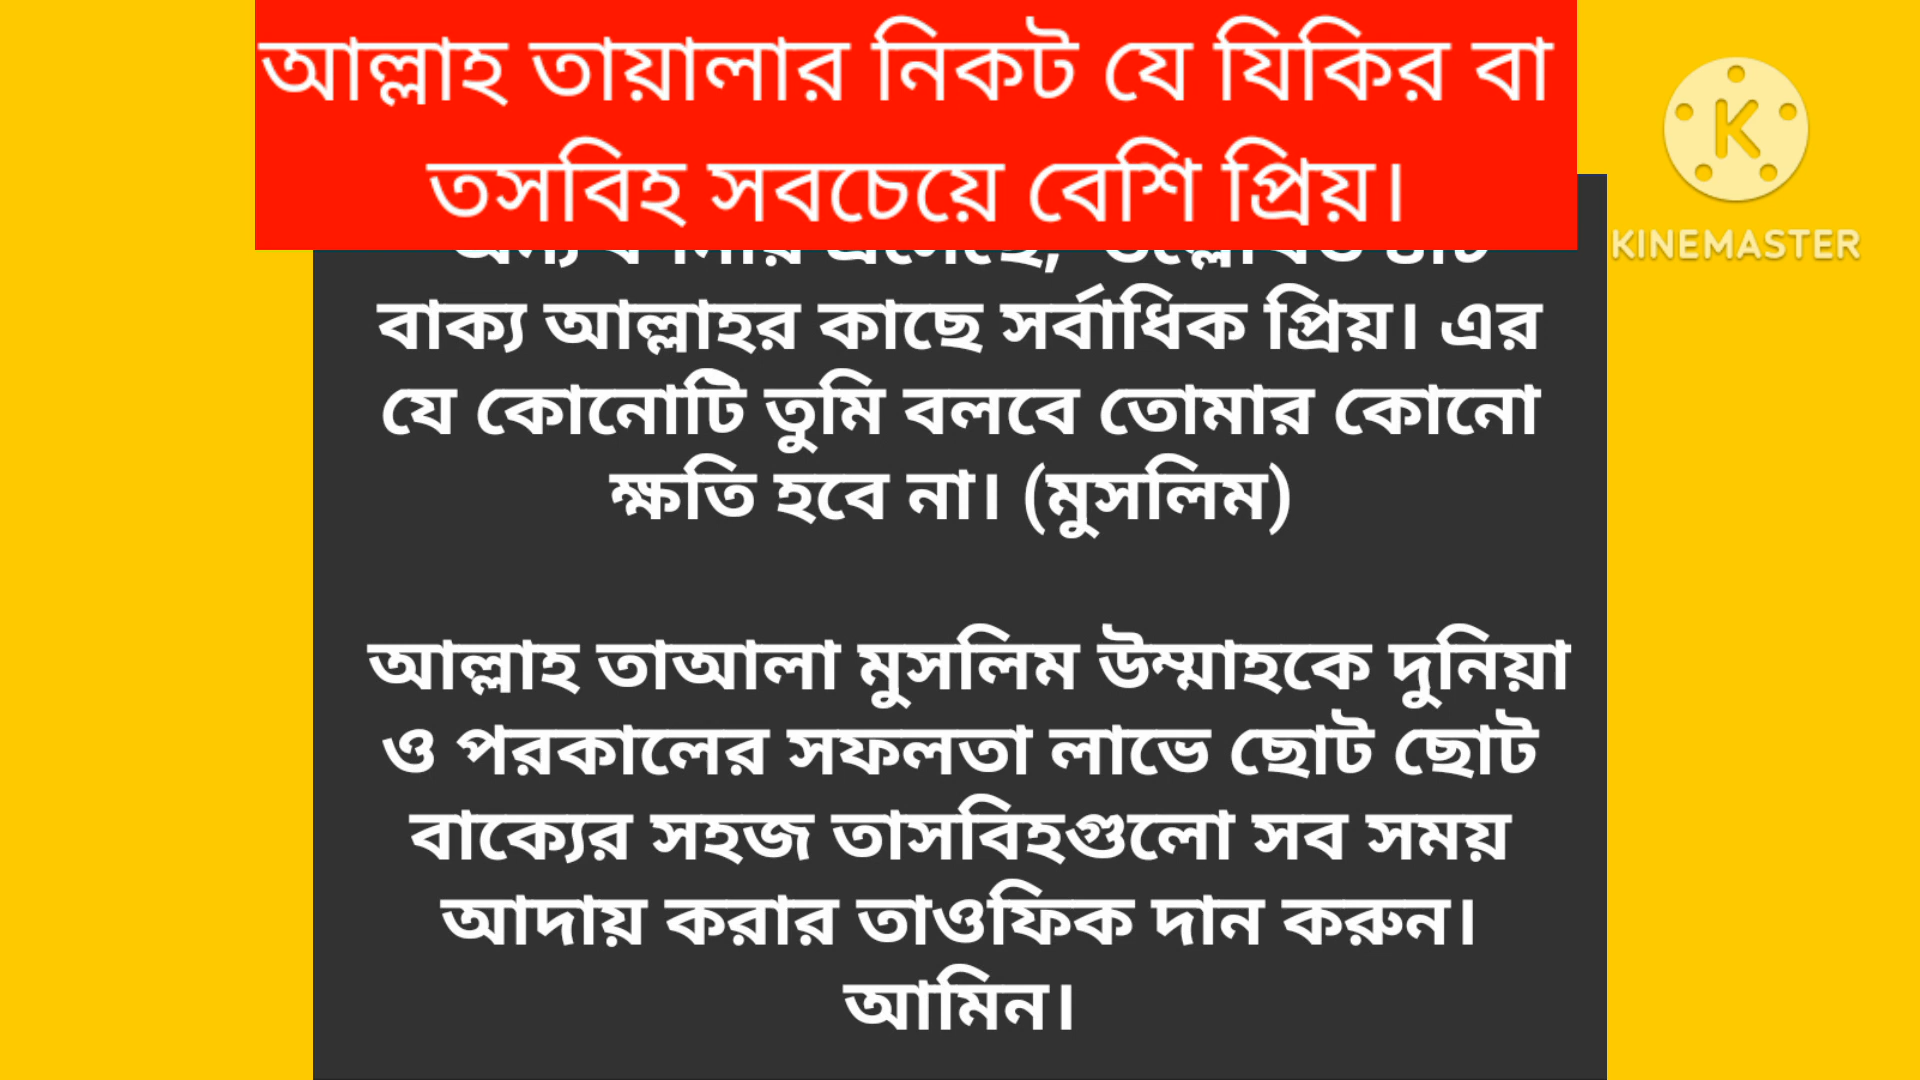 আল্লাহ তায়ালার নিকট যে যিকির বা
তসবিহ সবচেয়ে বেশি প্রিয়।
KINEMASTER
বাক্য আল্লাহর কাছে সর্বাধিক প্রিয়। এর
যে কোনোটি তুমি বলবে তোমার কোনো
ক্ষতি হবে না। (মুসলিম)
আল্লাহ তাআলা মুসলিম উম্মাহকে দুনিয়া
ও পরকালের সফলতা লাভে ছোট ছোট
বাক্যের সহজ তাসবিহগুলো সব সময়
আদায় করার তাওফিক দান করুন।
আমিন।